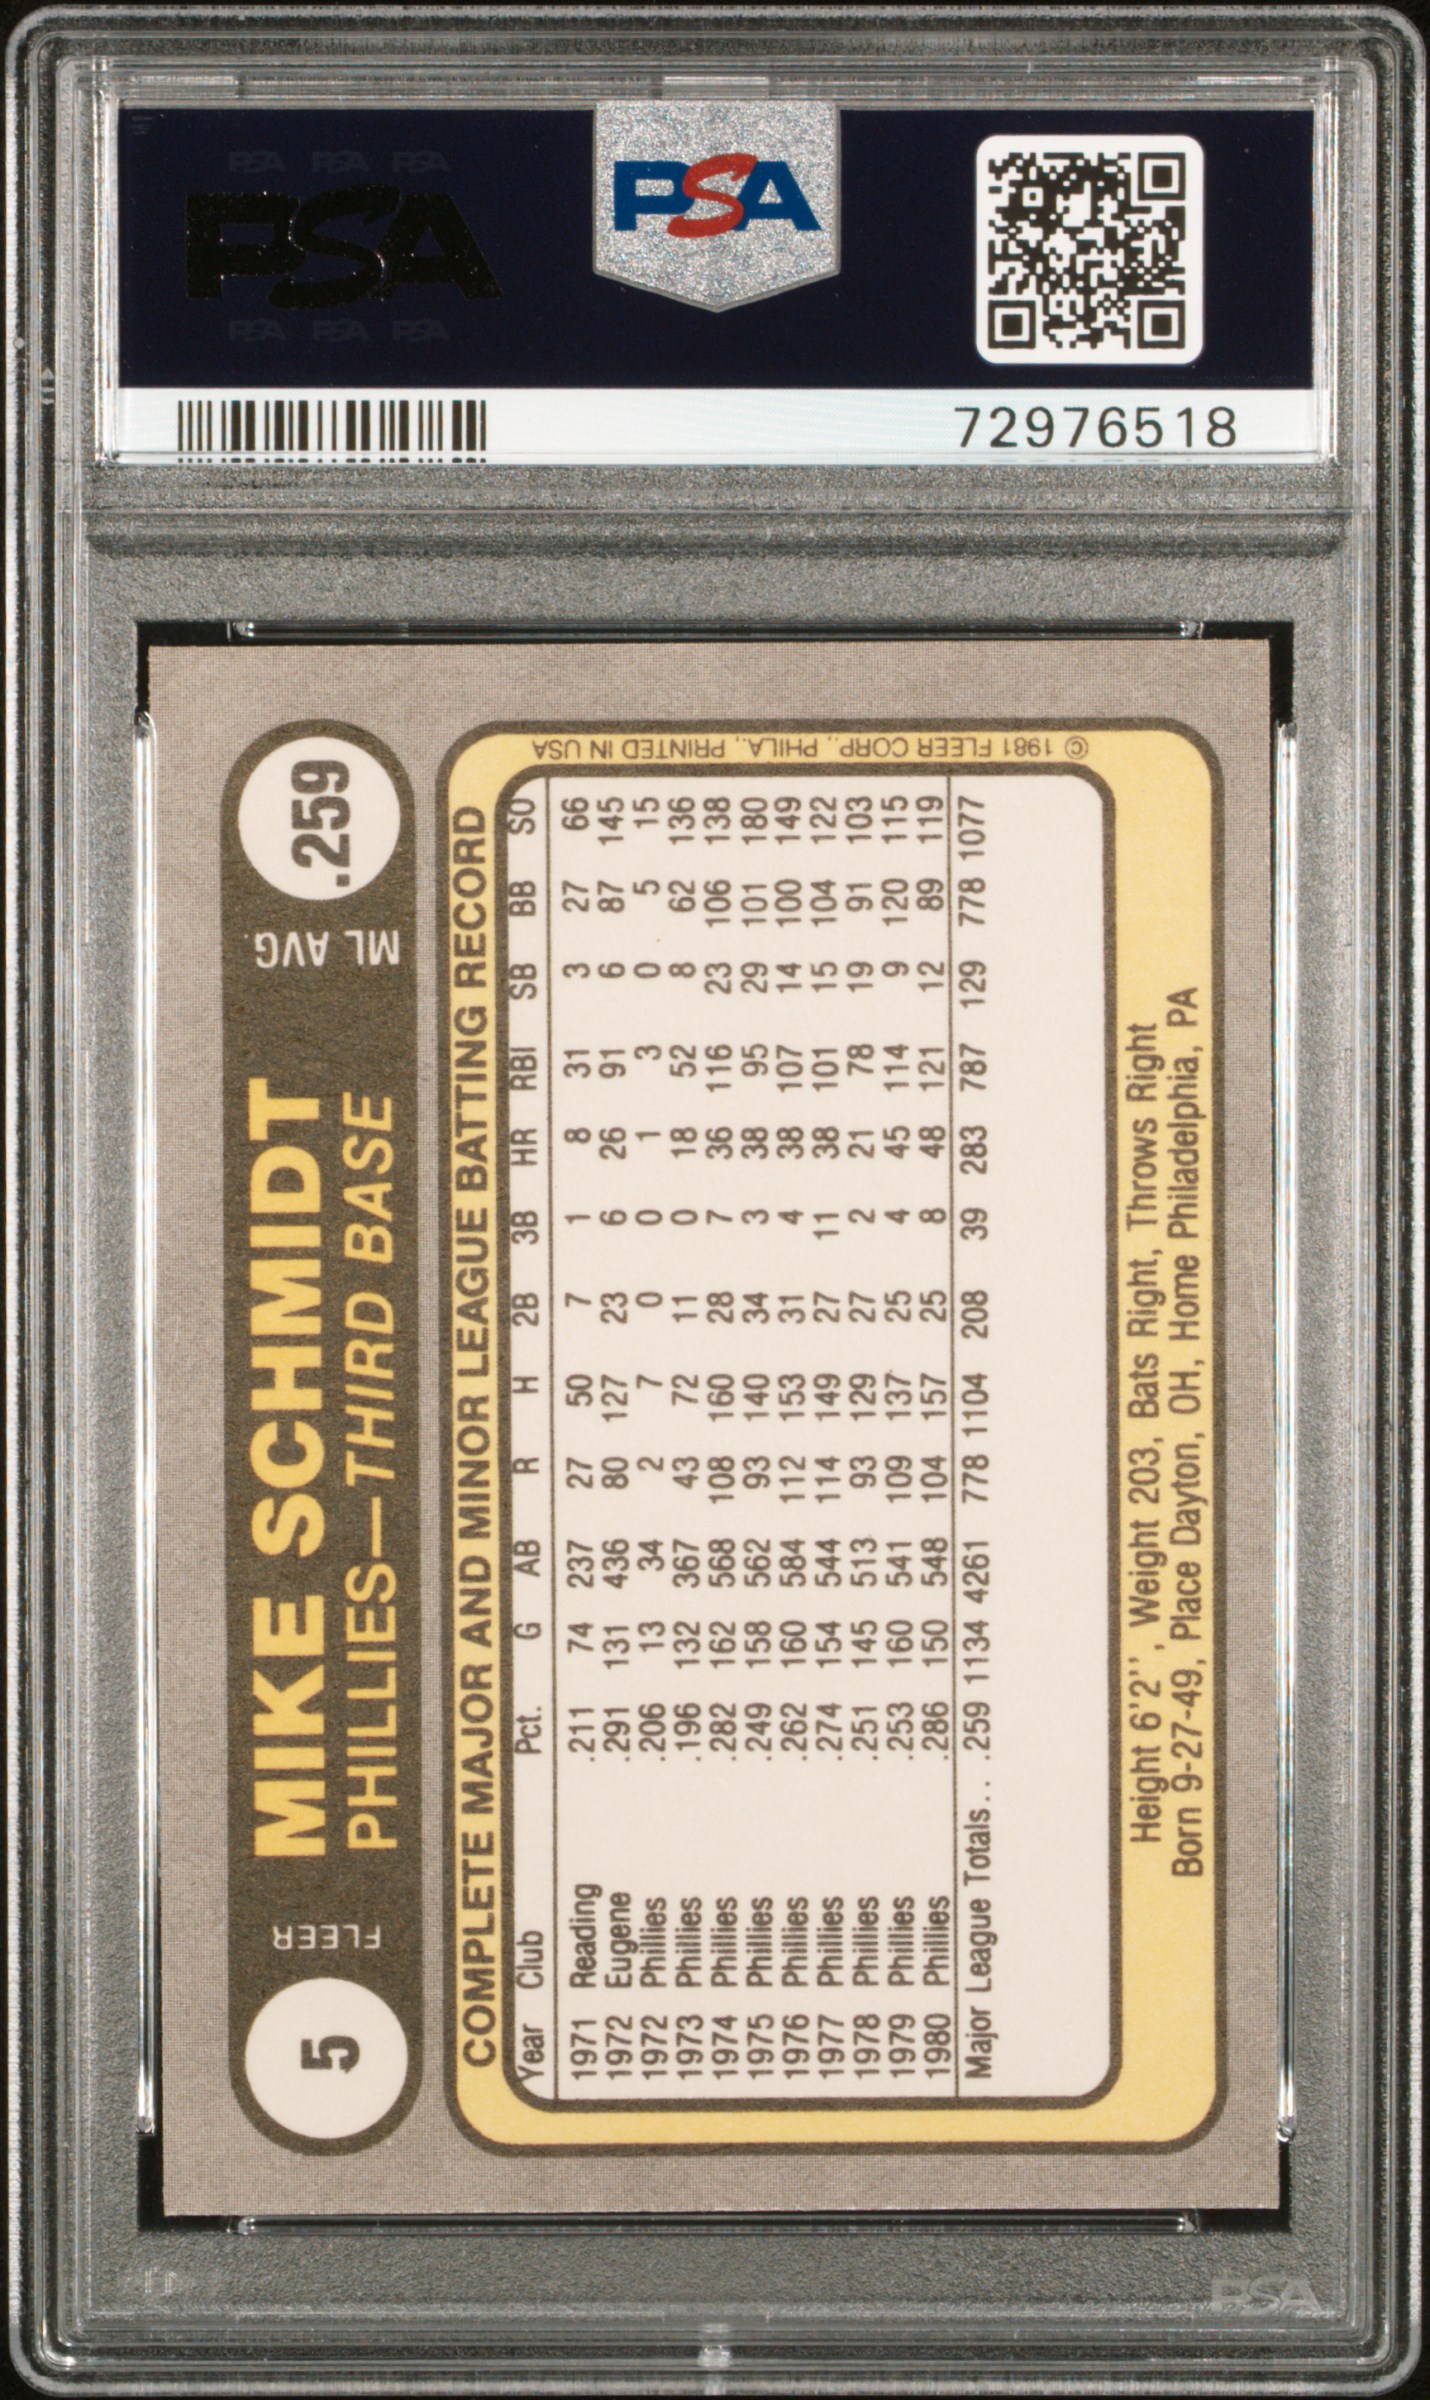 PSA PSA PSA
PSA
PSA PSA PSA
PSA
72976518
5
FLEER
MIKE SCHMIDT
PHILLIES—THIRD BASE
ML AVG.
.259
COMPLETE MAJOR AND MINOR LEAGUE BATTING RECORD
Year Club Pct. G AB R H 2B 3B HR RBI SB BB SO
1971 Reading .211 74 237 27 50 7 1 8 31 3 27 66
1972 Eugene .291 131 436 80 127 23 6 26 91 6 87 145
1972 Phillies .206 13 34 2 7 0 0 1 3 0 5 15
1973 Phillies .196 132 367 43 72 11 0 18 52 8 62 136
1974 Phillies .282 162 568 108 160 28 7 36 116 23 106 138
1975 Phillies .249 158 562 93 140 34 3 38 95 29 101 180
1976 Phillies .262 160 584 112 153 31 4 38 107 14 100 149
1977 Phillies .274 154 544 114 149 27 11 38 101 15 104 122
1978 Phillies .251 145 513 93 129 27 2 21 78 19 91 103
1979 Phillies .253 160 541 109 137 25 4 45 114 9 120 115
1980 Phillies .286 150 548 104 157 25 8 48 121 12 89 119
Major League Totals. . .259 1134 4261 778 1104 208 39 283 787 129 778 1077
Height 6'2'', Weight 203, Bats Right, Throws Right
Born 9-27-49, Place Dayton, OH, Home Philadelphia, PA
© 1981 FLEER CORP., PHILA., PRINTED IN USA
PSA